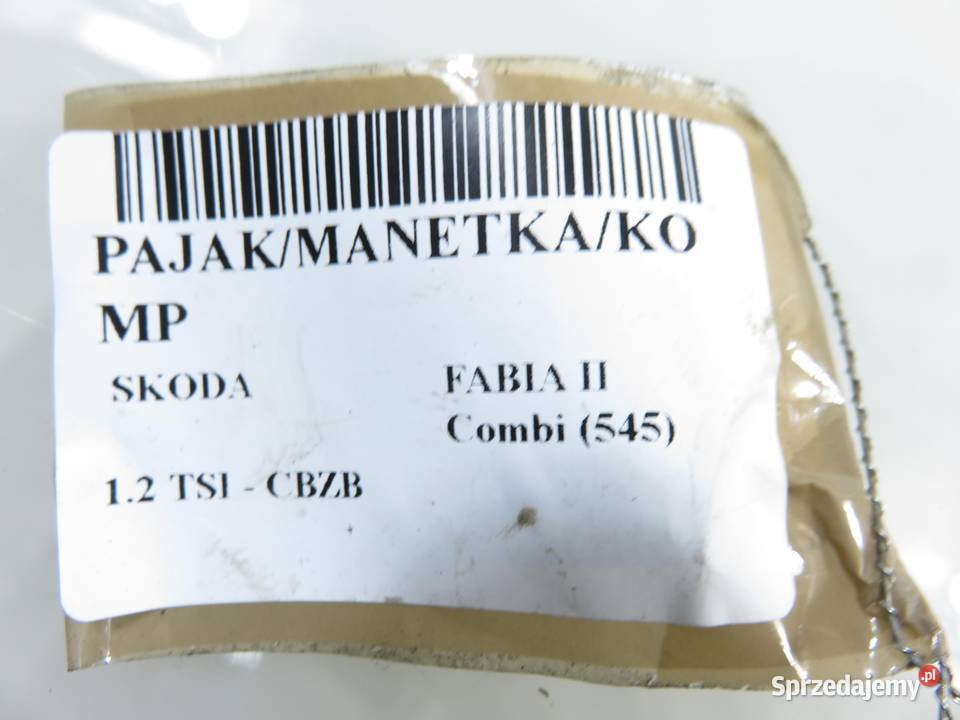 PAJAK/MANETKA/KO
MP
SKODA FABIA II
Combi (545)
1.2 TSI - CBZB
Sprzedajemy.pl